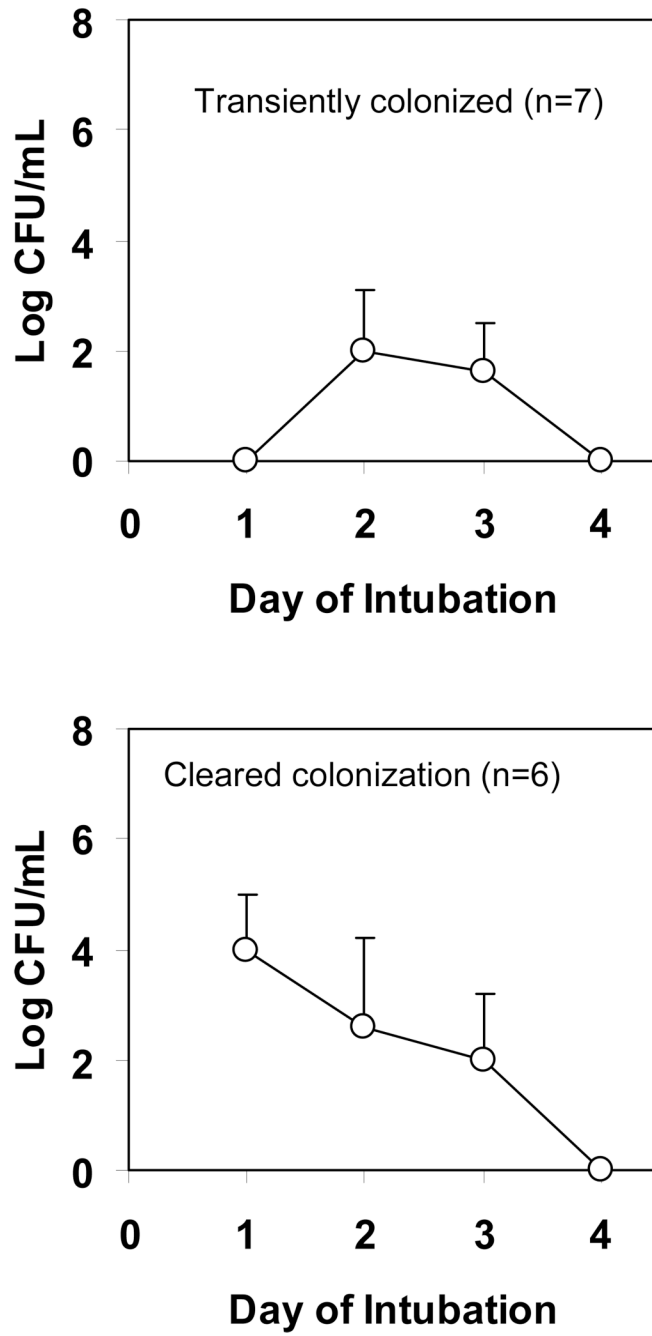 8
Transiently colonized (n=7)
6
Log CFU/mL
4
2
0
0 1 2 3 4
Day of Intubation
8
Cleared colonization (n=6)
6
Log CFU/mL
4
2
0
0 1 2 3 4
Day of Intubation